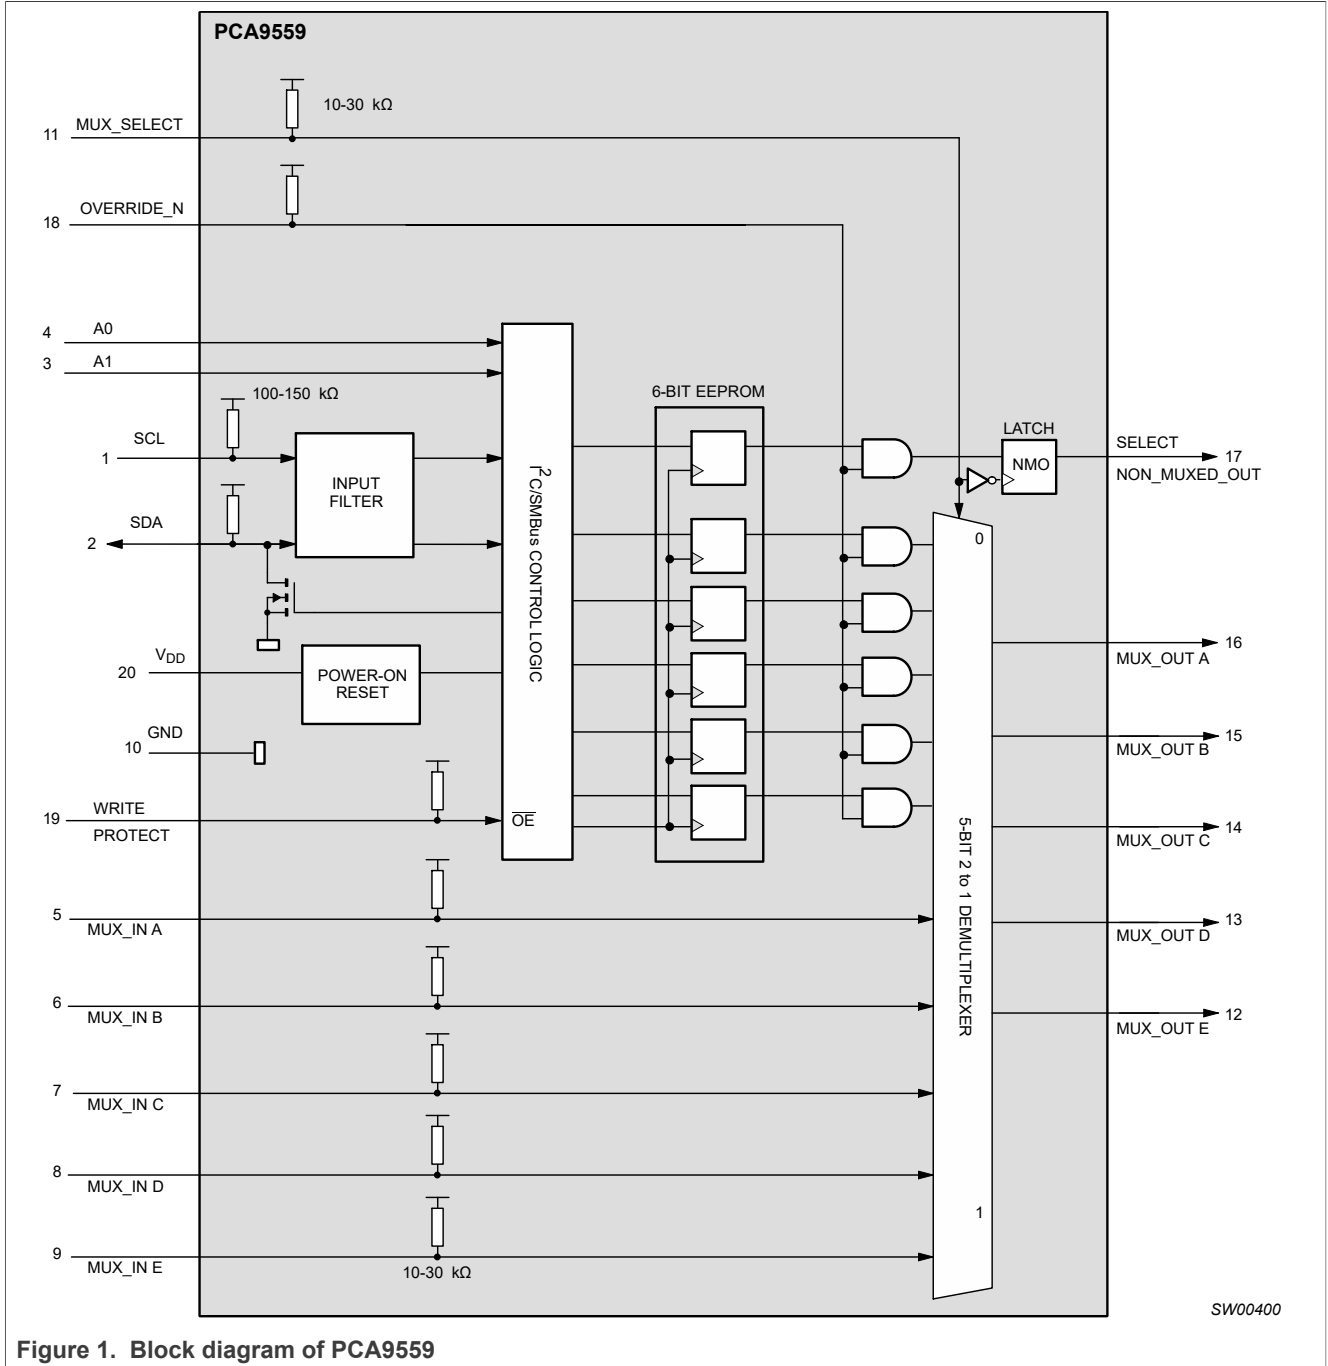 PCA9559
10-30 kΩ
11 MUX_SELECT
18 OVERRIDE_N
4 A0
3 A1
100-150 kΩ
1 SCL
2 SDA
INPUT
FILTER
I2C/SMBus CONTROL LOGIC
OE
6-BIT EEPROM
LATCH
NMO
SELECT
17
NON_MUXED_OUT
20 VDD
POWER-ON
RESET
10 GND
19 WRITE
PROTECT
0
5-BIT 2 to 1 DEMULTIPLEXER
1
16
MUX_OUT A
15
MUX_OUT B
14
MUX_OUT C
13
MUX_OUT D
12
MUX_OUT E
5
MUX_IN A
6
MUX_IN B
7
MUX_IN C
8
MUX_IN D
9
MUX_IN E
10-30 kΩ
SW00400
Figure 1. Block diagram of PCA9559